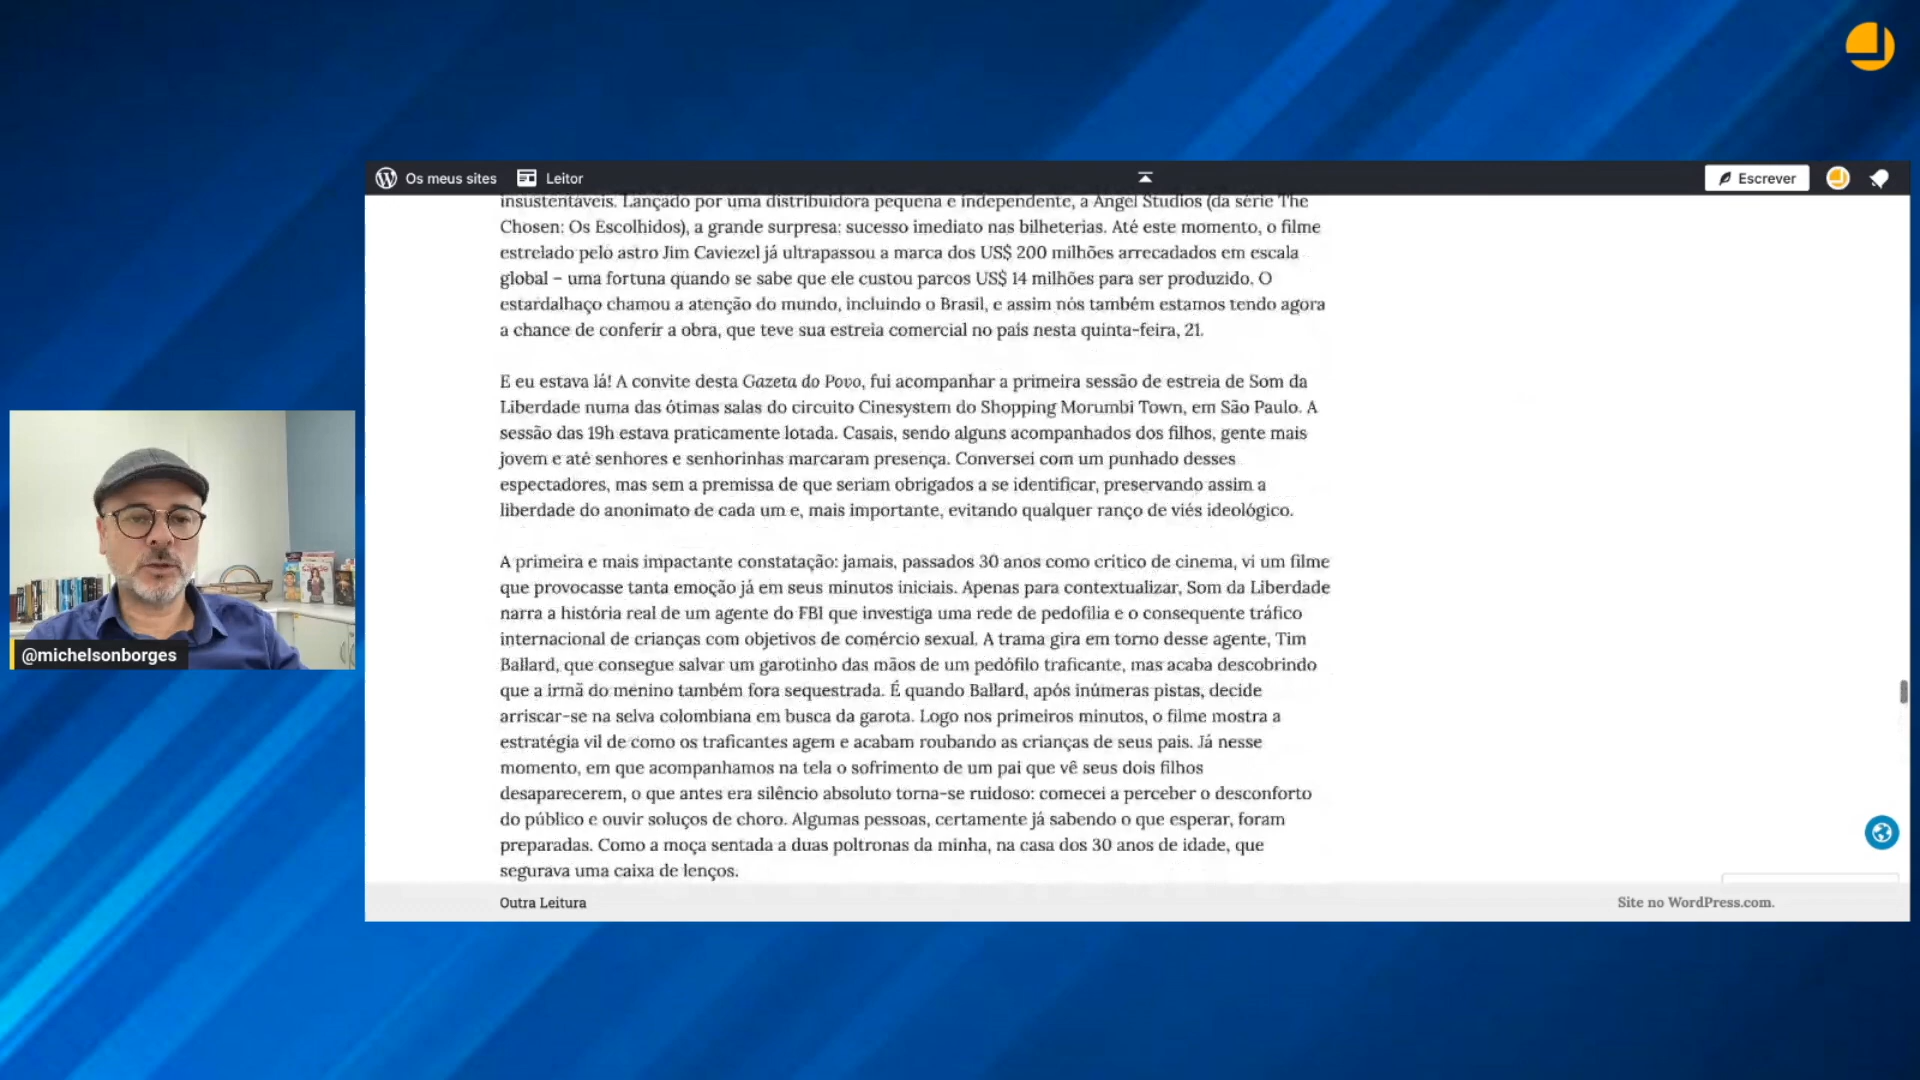 Os meus sites
Leitor
Escrever
insustentáveis. Lançado por uma distribuidora pequena e independente, a Angel Studios (da série The
Chosen: Os Escolhidos), a grande surpresa: sucesso imediato nas bilheterias. Até este momento, o filme
estrelado pelo astro Jim Caviezel já ultrapassou a marca dos US$ 200 milhões arrecadados em escala
global – uma fortuna quando se sabe que ele custou parcos US$ 14 milhões para ser produzido. O
estardalhaço chamou a atenção do mundo, incluindo o Brasil, e assim nós também estamos tendo agora
a chance de conferir a obra, que teve sua estreia comercial no país nesta quinta-feira, 21.
E eu estava lá! A convite desta Gazeta do Povo, fui acompanhar a primeira sessão de estreia de Som da
Liberdade numa das ótimas salas do circuito Cinesystem do Shopping Morumbi Town, em São Paulo. A
sessão das 19h estava praticamente lotada. Casais, sendo alguns acompanhados dos filhos, gente mais
jovem e até senhores e senhorinhas marcaram presença. Conversei com um punhado desses
espectadores, mas sem a premissa de que seriam obrigados a se identificar, preservando assim a
liberdade do anonimato de cada um e, mais importante, evitando qualquer ranço de viés ideológico.
A primeira e mais impactante constatação: jamais, passados 30 anos como crítico de cinema, vi um filme
que provocasse tanta emoção já em seus minutos iniciais. Apenas para contextualizar, Som da Liberdade
narra a história real de um agente do FBI que investiga uma rede de pedofilia e o consequente tráfico
internacional de crianças com objetivos de comércio sexual. A trama gira em torno desse agente, Tim
Ballard, que consegue salvar um garotinho das mãos de um pedófilo traficante, mas acaba descobrindo
que a irmã do menino também fora sequestrada. É quando Ballard, após inúmeras pistas, decide
arriscar-se na selva colombiana em busca da garota. Logo nos primeiros minutos, o filme mostra a
estratégia vil de como os traficantes agem e acabam roubando as crianças de seus pais. Já nesse
momento, em que acompanhamos na tela o sofrimento de um pai que vê seus dois filhos
desaparecerem, o que antes era silêncio absoluto torna-se ruidoso: comecei a perceber o desconforto
do público e ouvir soluços de choro. Algumas pessoas, certamente já sabendo o que esperar, foram
preparadas. Como a moça sentada a duas poltronas da minha, na casa dos 30 anos de idade, que
segurava uma caixa de lenços.
@michelsonborges
Outra Leitura
Site no WordPress.com.